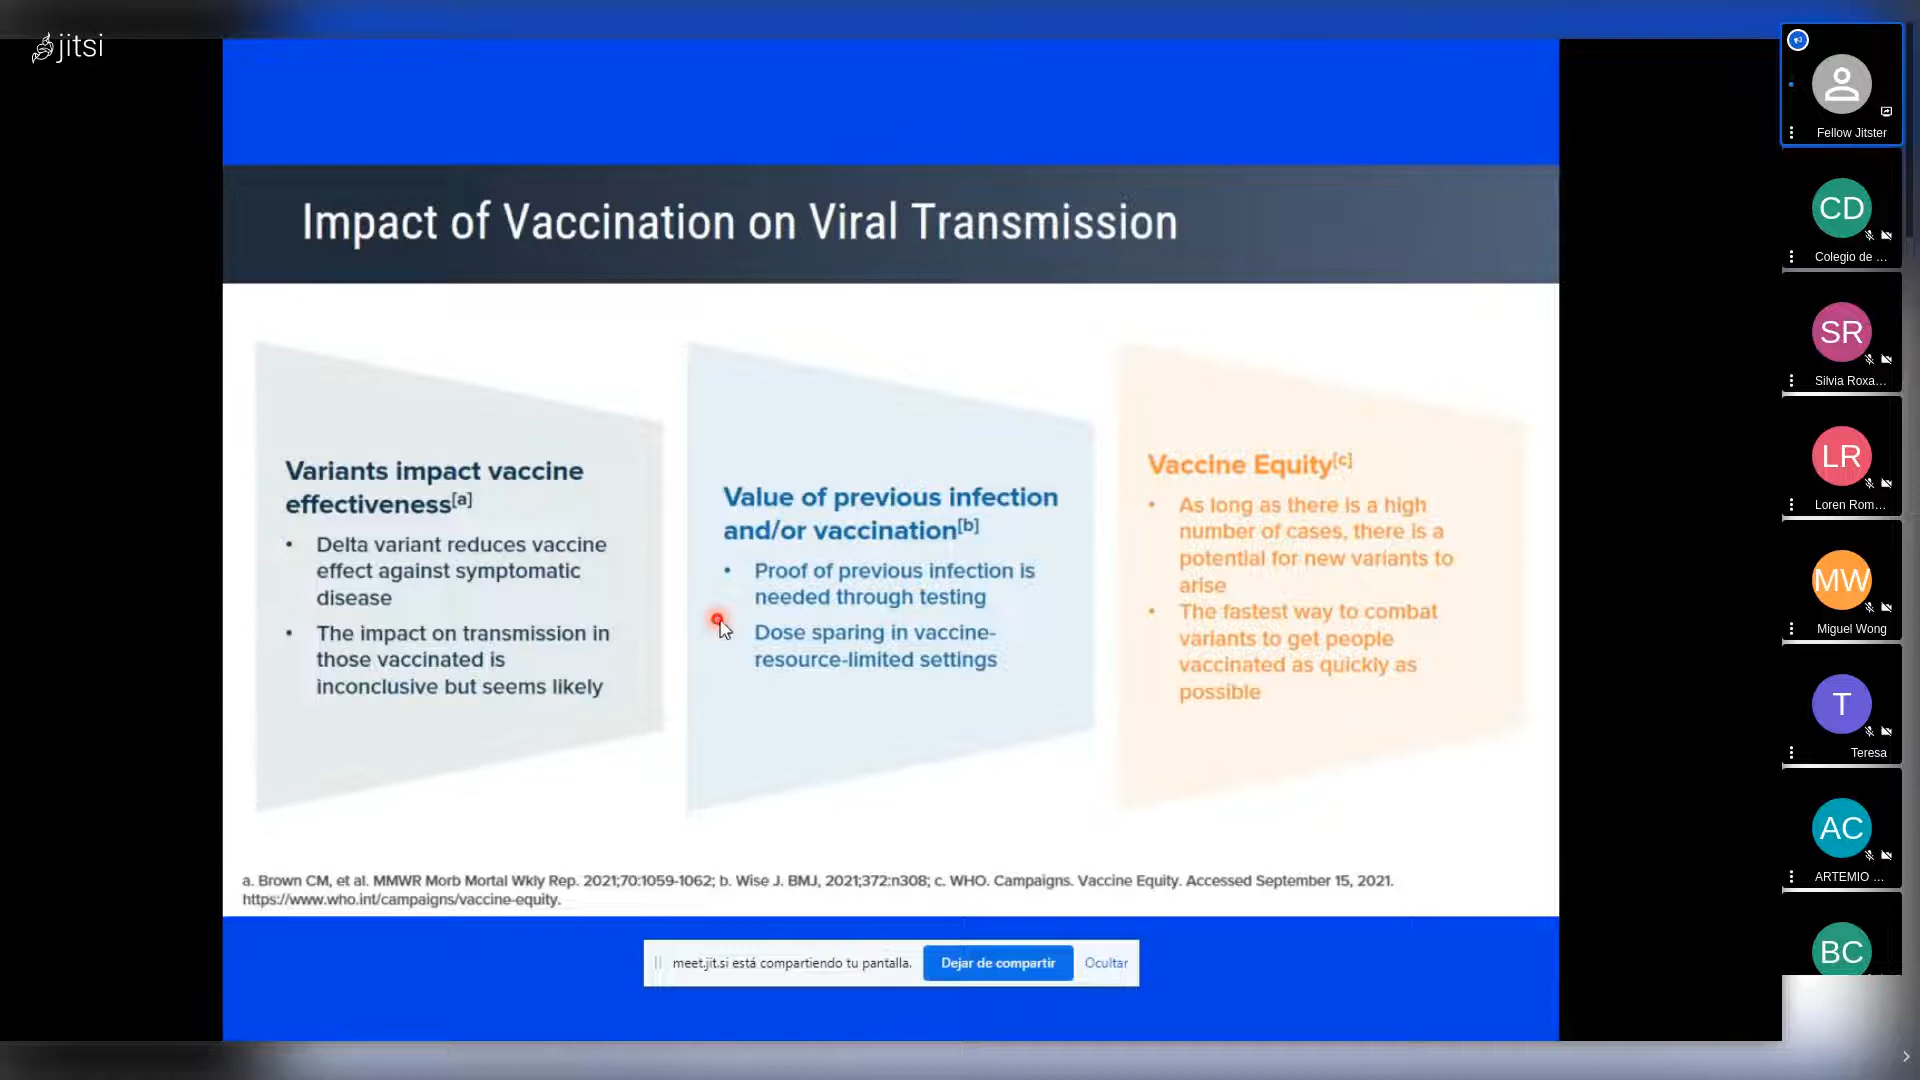 jitsi
Impact of Vaccination on Viral Transmission
Variants impact vaccine
effectiveness[a]
• Delta variant reduces vaccine
effect against symptomatic
disease
• The impact on transmission in
those vaccinated is
inconclusive but seems likely
Value of previous infection
and/or vaccination[b]
• Proof of previous infection is
needed through testing
Dose sparing in vaccine-
resource-limited settings
Vaccine Equity[c]
• As long as there is a high
number of cases, there is a
potential for new variants to
arise
• The fastest way to combat
variants to get people
vaccinated as quickly as
possible
a. Brown CM, et al. MMWR Morb Mortal Wkly Rep. 2021;70:1059-1062; b. Wise J. BMJ, 2021;372:n308; c. WHO. Campaigns. Vaccine Equity. Accessed September 15, 2021.
https://www.who.int/campaigns/vaccine-equity.
meet.jit.si está compartiendo tu pantalla. Dejar de compartir Ocultar
Fellow Jitster
CD
Colegio de ...
SR
Silvia Roxa...
LR
Loren Rom...
MW
Miguel Wong
T
Teresa
AC
ARTEMIO ...
BC